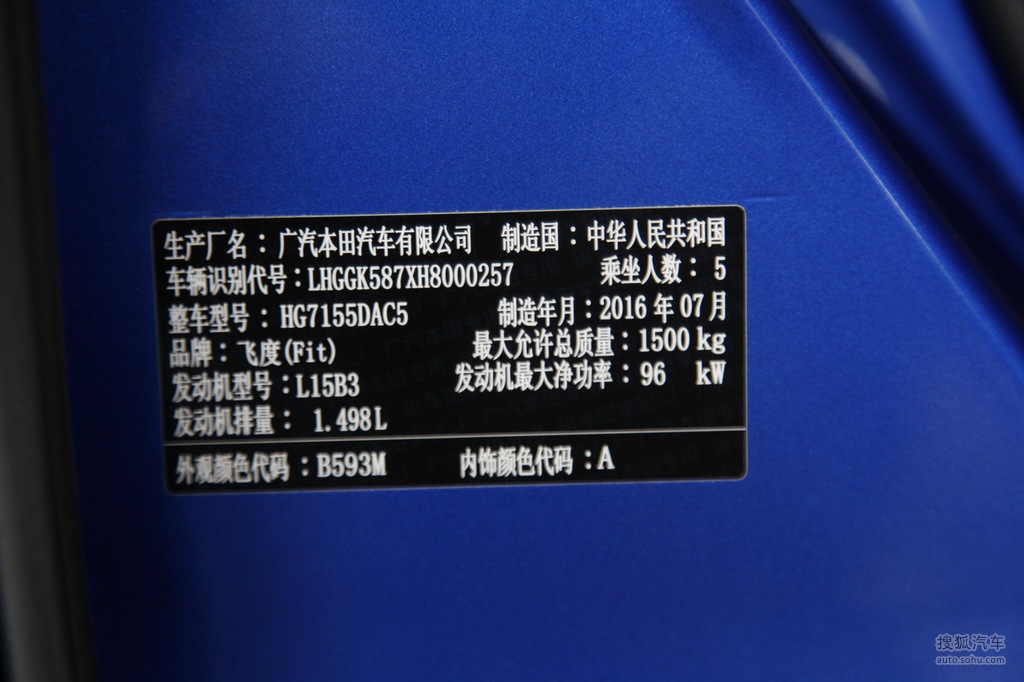 生产厂名：广汽本田汽车有限公司 制造国：中华人民共和国
车辆识别代号：LHGGK587XH8000257 乘坐人数：5
整车型号：HG7155DAC5 制造年月：2016 年 07 月
品牌：飞度(Fit) 最大允许总质量：1500 kg
发动机型号：L15B3 发动机最大净功率：96 kW
发动机排量：1.498L
外观颜色代码：B593M 内饰颜色代码：A
搜狐汽车
auto.sohu.com